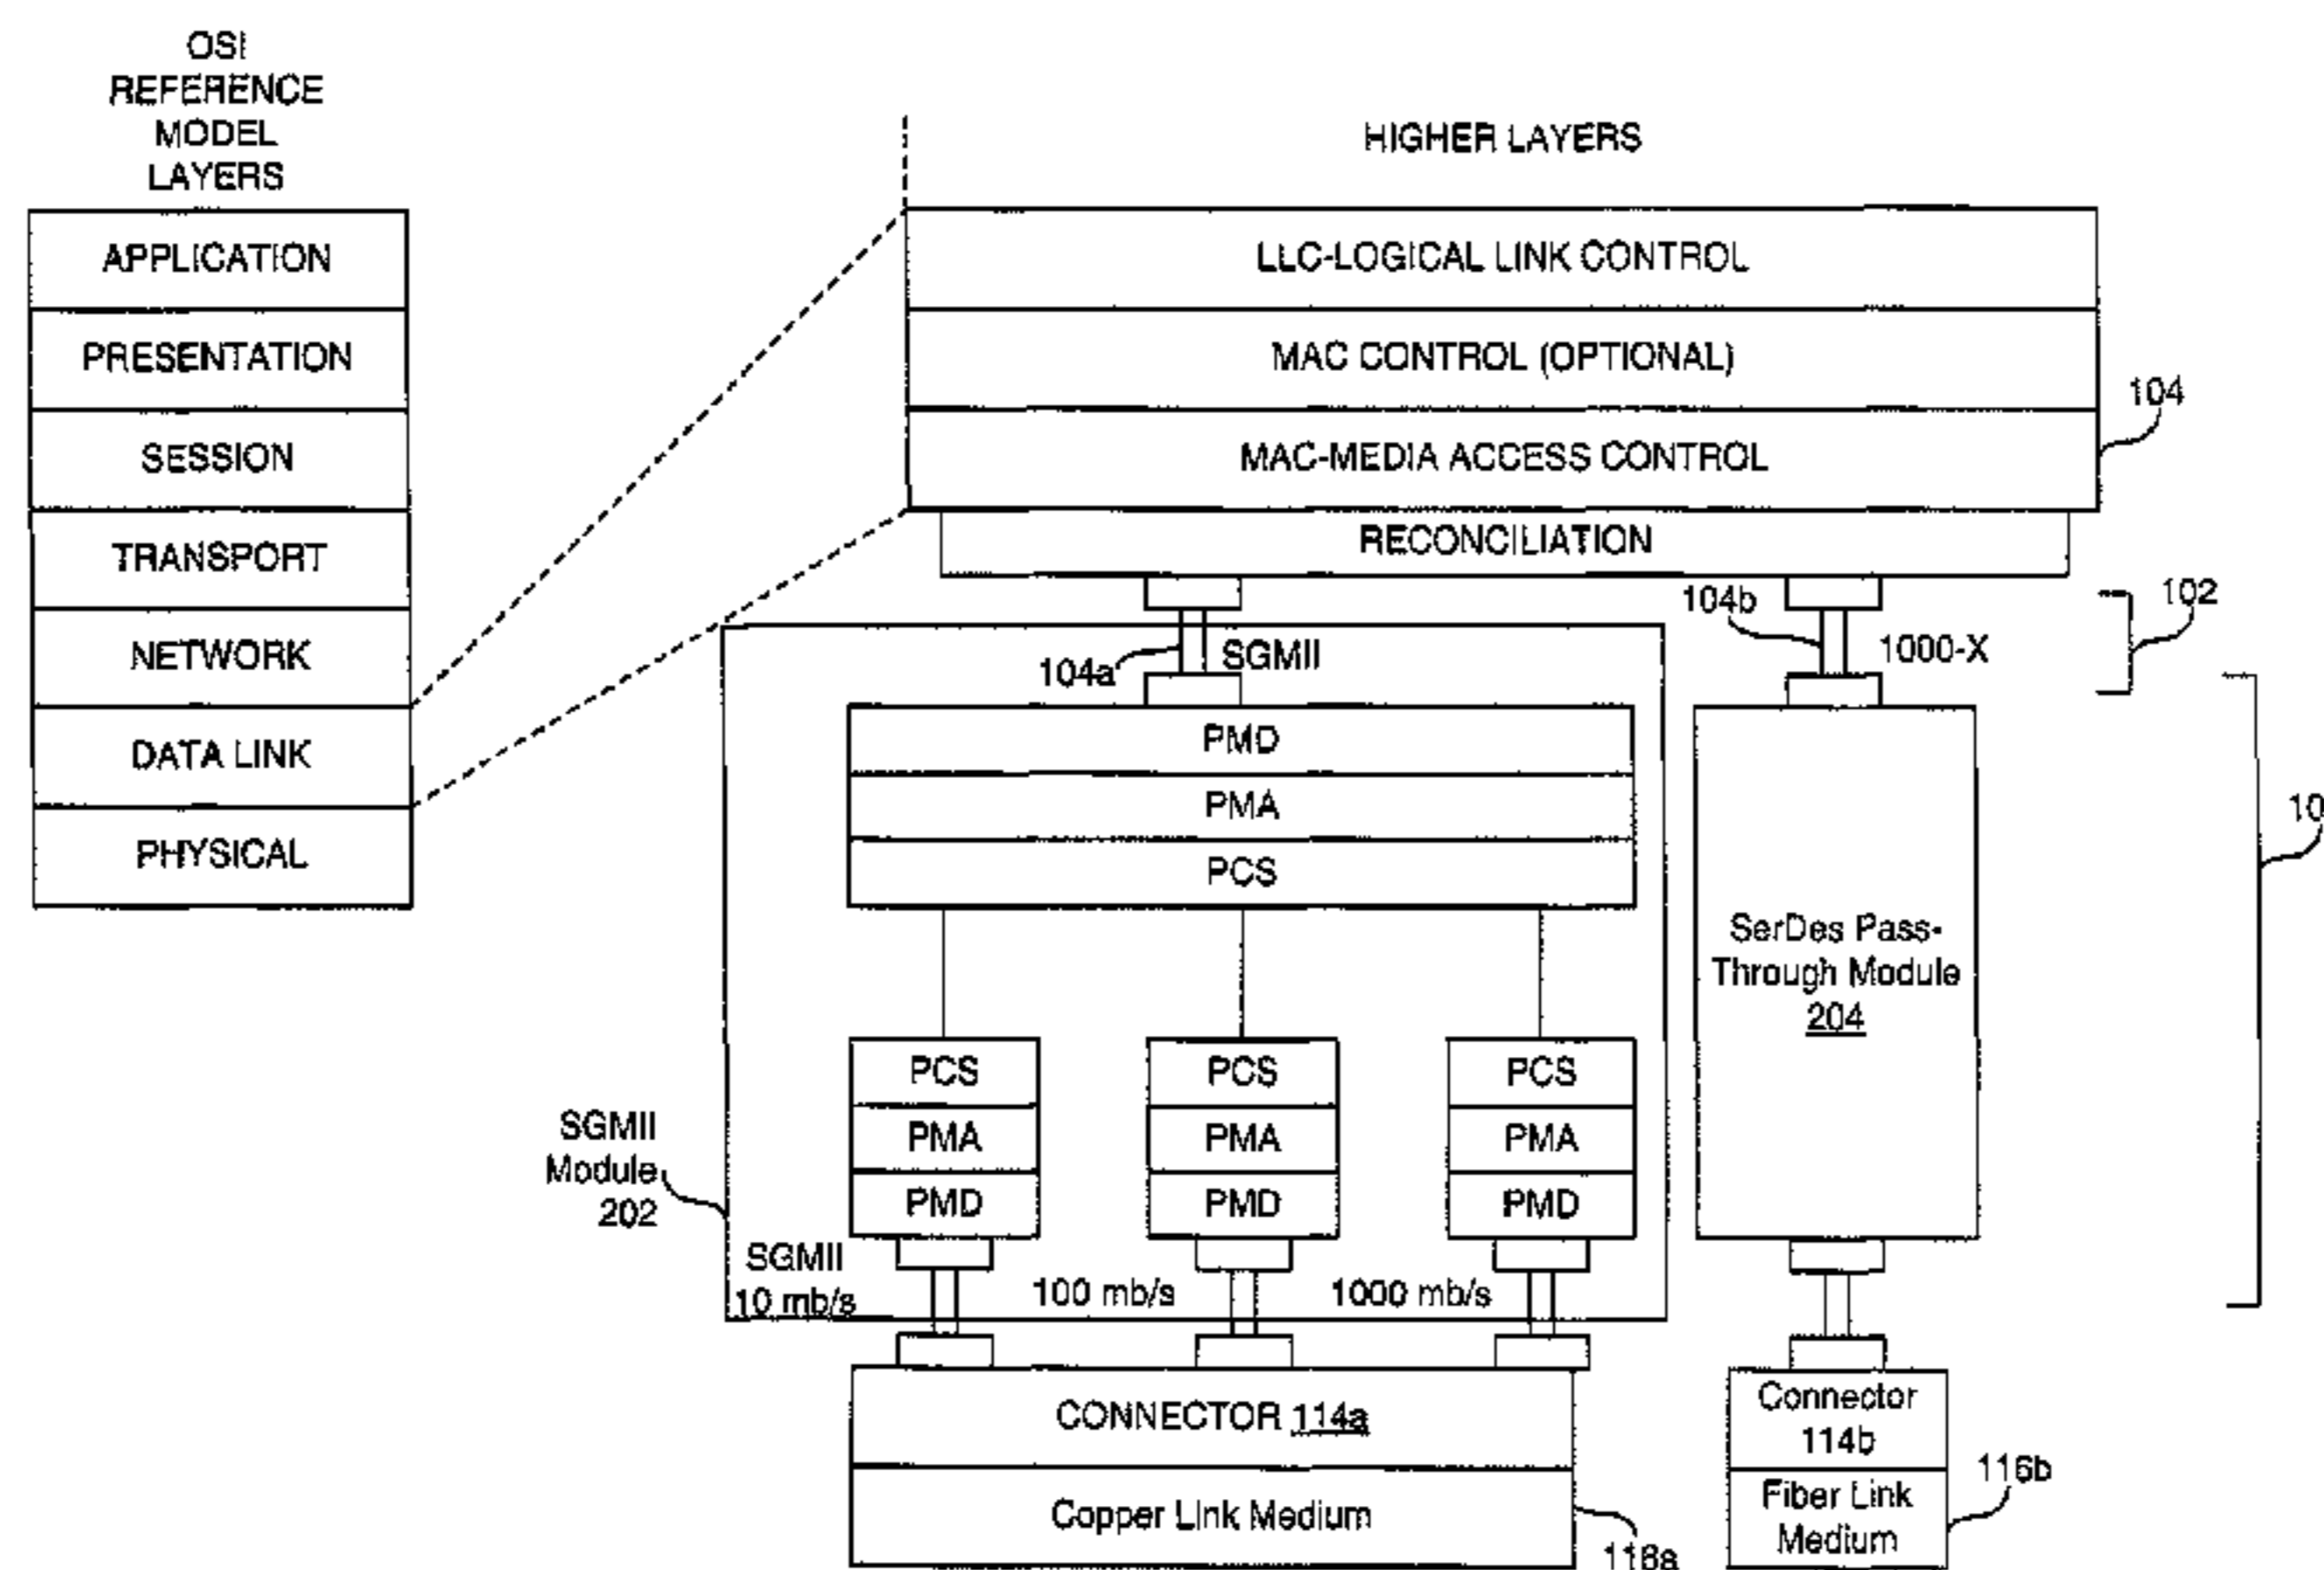 OSI
REFERENCE
MODEL
LAYERS
APPLICATION
PRESENTATION
SESSION
TRANSPORT
NETWORK
DATA LINK
PHYSICAL
HIGHER LAYERS
LLC-LOGICAL LINK CONTROL
MAC CONTROL (OPTIONAL)
MAC-MEDIA ACCESS CONTROL
104
RECONCILIATION
104a
SGMII
104b
1000-X
102
PMD
PMA
PCS
PCS
PMA
PMD
PCS
PMA
PMD
PCS
PMA
PMD
SGMII
Module
202
SGMII
10 mb/s
100 mb/s
1000 mb/s
SerDes Pass-
Through Module
204
10
CONNECTOR 114a
Copper Link Medium
Connector
114b
Fiber Link
Medium
116b